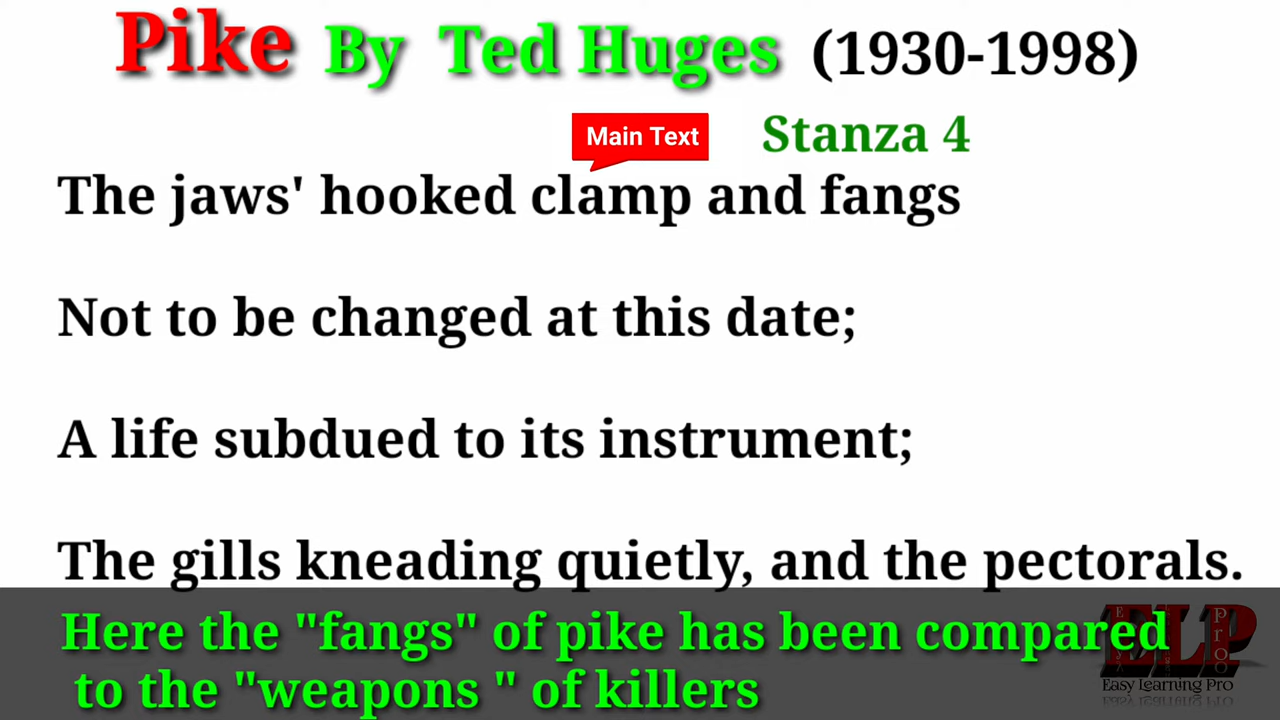 Pike By Ted Huges (1930-1998)
Main Text Stanza 4
The jaws' hooked clamp and fangs
Not to be changed at this date;
A life subdued to its instrument;
The gills kneading quietly, and the pectorals.
Here the "fangs" of pike has been compared
to the "weapons " of killers
ELP
Easy Learning Pro